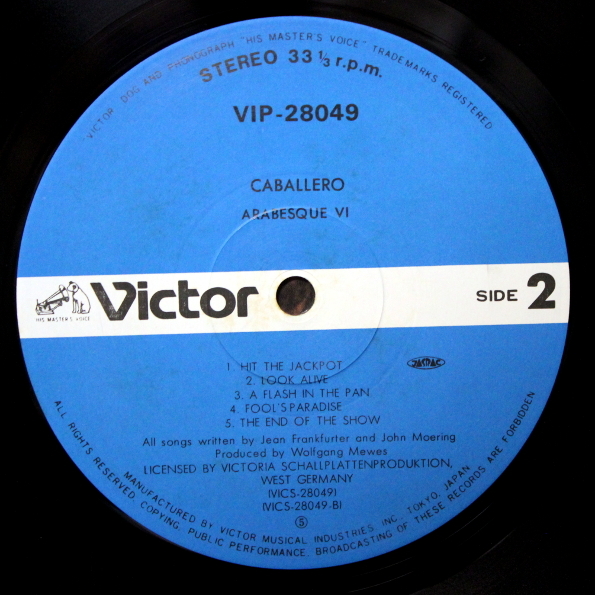 VICTOR, DOG AND PHONOGRAPH "HIS MASTER'S VOICE" TRADEMARKS REGISTERED
STEREO 33 1/3 r.p.m.
VIP-28049
CABALLERO
ARABESQUE VI
HIS MASTER'S VOICE
Victor
SIDE 2
1. HIT THE JACKPOT
JASRAC
2. LOOK ALIVE
3. A FLASH IN THE PAN
4. FOOL'S PARADISE
5. THE END OF THE SHOW
All songs written by Jean Frankfurter and John Moering
Produced by Wolfgang Mewes
LICENSED BY VICTORIA SCHALLPLATTENPRODUKTION,
WEST GERMANY
(VICS-28049)
(VICS-28049-B)
Ⓢ
MANUFACTURED BY VICTOR MUSICAL INDUSTRIES INC. TOKYO, JAPAN
ALL RIGHTS RESERVED. COPYING, PUBLIC PERFORMANCE, BROADCASTING OF THESE RECORDS ARE FORBIDDEN